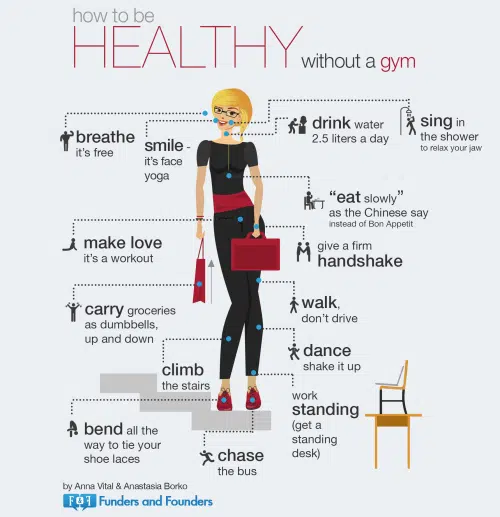 how to be
HEALTHY without a gym
breathe
it's free
smile -
it's face
yoga
drink water
2.5 liters a day
sing in
the shower
to relax your jaw
"eat slowly"
as the Chinese say
instead of Bon Appetit
make love
it's a workout
give a firm
handshake
carry groceries
as dumbbells,
up and down
walk,
don't drive
dance
shake it up
climb
the stairs
work
standing
(get a
standing
desk)
bend all the
way to tie your
shoe laces
chase
the bus
by Anna Vital & Anastasia Borko
F&F Funders and Founders